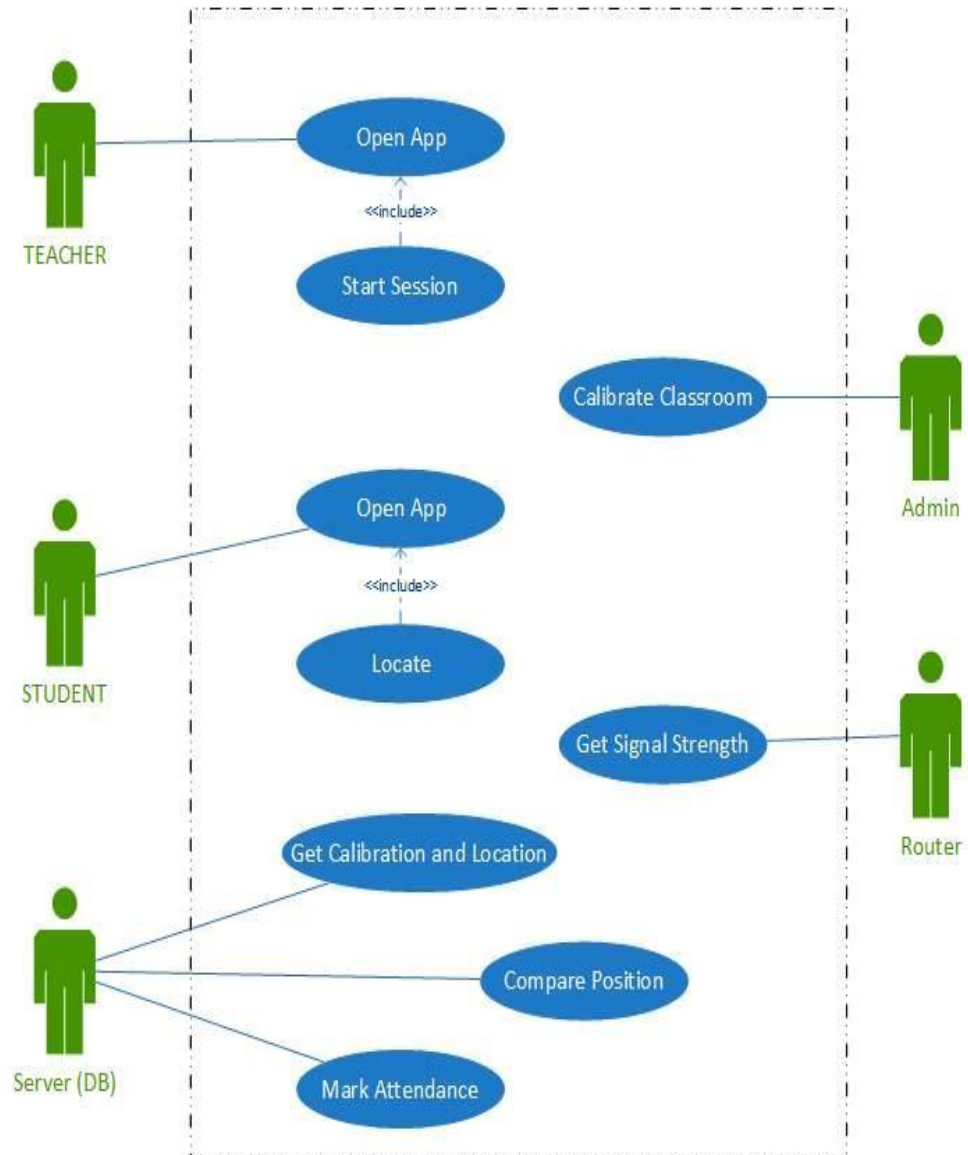 Open App
<<include>>
TEACHER
Start Session
Calibrate Classroom
Open App
Admin
<<include>>
Locate
STUDENT
Get Signal Strength
Router
Get Calibration and Location
Compare Position
Server (DB)
Mark Attendance